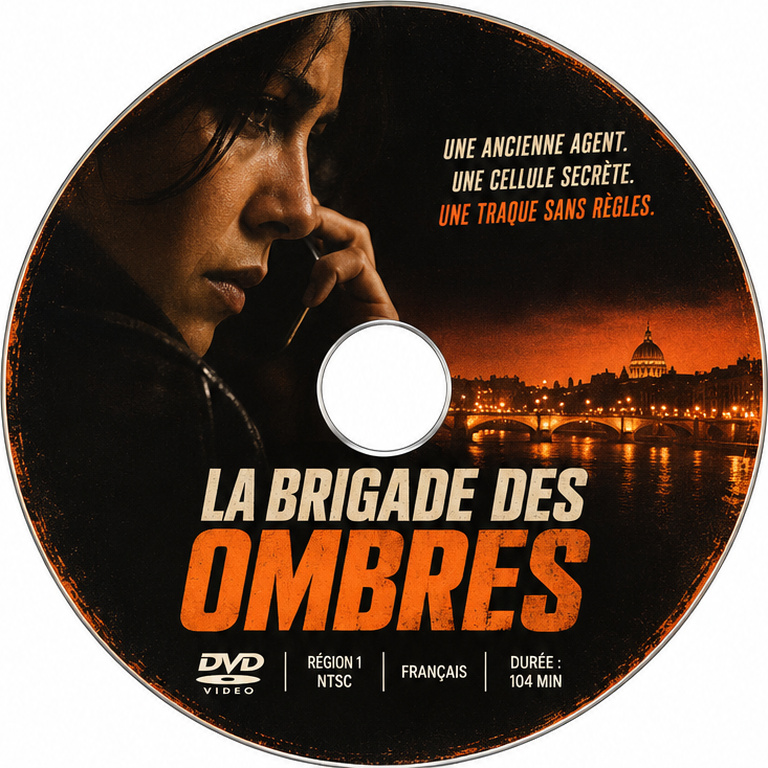 UNE ANCIENNE AGENT.
UNE CELLULE SECRÈTE.
UNE TRAQUE SANS RÈGLES.
LA BRIGADE DES
OMBRES
DVD
VIDEO
RÉGION 1
NTSC
FRANÇAIS
DURÉE :
104 MIN